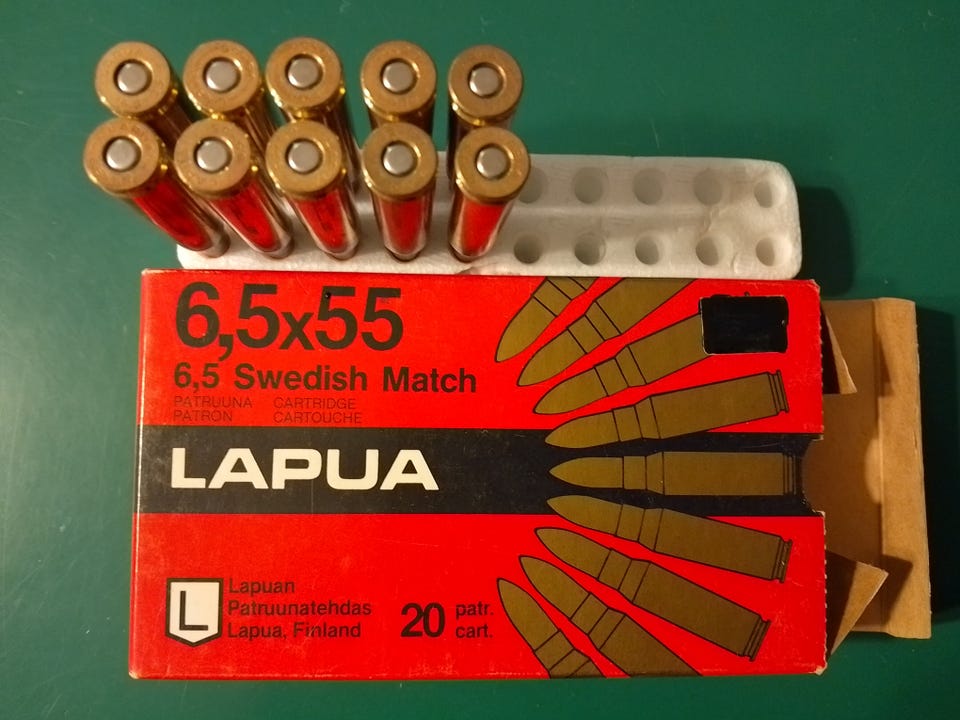 6,5x55
6,5 Swedish Match
PATRUUNA CARTRIDGE
PATRON CARTOUCHE
LAPUA
L
Lapuan
Patruunatehdas
Lapua, Finland
20 patr.
cart.